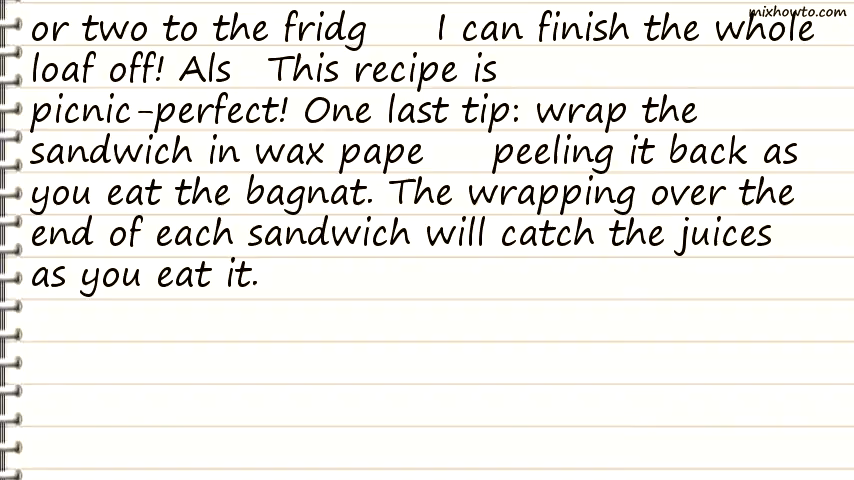 mixhowto.com
or two to the fridg I can finish the whole
loaf off! Als This recipe is
picnic-perfect! One last tip: wrap the
sandwich in wax pape peeling it back as
you eat the bagnat. The wrapping over the
end of each sandwich will catch the juices
as you eat it.